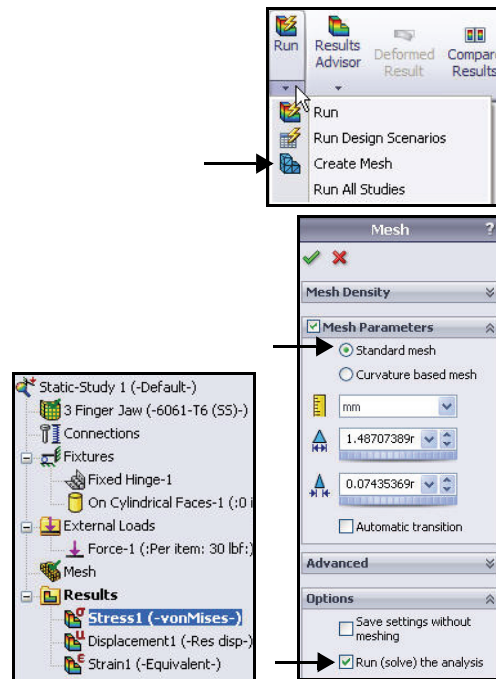 Run
Results Advisor
Deformed Result
Compar Results
Run
Run Design Scenarios
Create Mesh
Run All Studies
Mesh ?
Mesh Density
Mesh Parameters
Standard mesh
Curvature based mesh
mm
1.48707389r
0.07435369r
Automatic transition
Advanced
Options
Save settings without meshing
Run (solve) the analysis
Static-Study 1 (-Default-)
3 Finger Jaw (-6061-T6 (SS)-)
Connections
Fixtures
Fixed Hinge-1
On Cylindrical Faces-1 (:0 i
External Loads
Force-1 (:Per item: 30 lbf:)
Mesh
Results
Stress1 (-vonMises-)
Displacement1 (-Res disp-)
Strain1 (-Equivalent-)